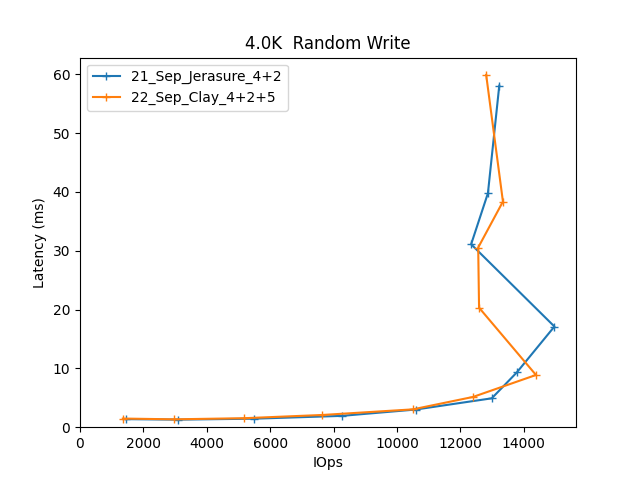 4.0K  Random Write
21_Sep_Jerasure_4+2
22_Sep_Clay_4+2+5
60
50
40
30
20
10
0
Latency (ms)
0 2000 4000 6000 8000 10000 12000 14000
IOps